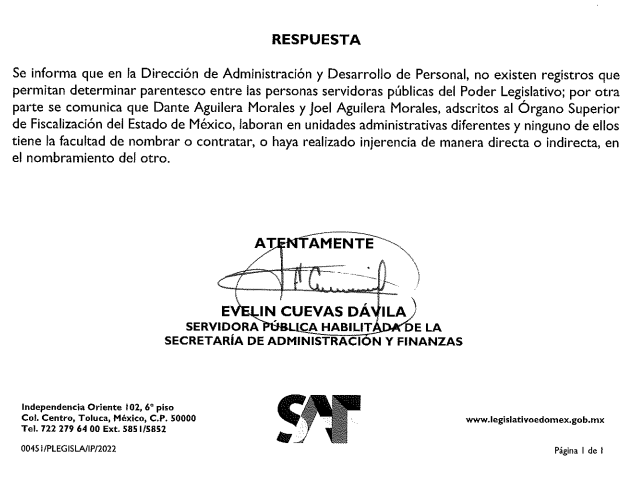 RESPUESTA
Se informa que en la Dirección de Administración y Desarrollo de Personal, no existen registros que
permitan determinar parentesco entre las personas servidoras públicas del Poder Legislativo; por otra
parte se comunica que Dante Aguilera Morales y Joel Aguilera Morales, adscritos al Órgano Superior
de Fiscalización del Estado de México, laboran en unidades administrativas diferentes y ninguno de ellos
tiene la facultad de nombrar o contratar, o haya realizado injerencia de manera directa o indirecta, en
el nombramiento del otro.
ATENTAMENTE
EVELIN CUEVAS DÁVILA
SERVIDORA PÚBLICA HABILITADA DE LA
SECRETARÍA DE ADMINISTRACIÓN Y FINANZAS
Independencia Oriente 102, 6° piso
Col. Centro, Toluca, México, C.P. 50000
Tel. 722 279 64 00 Ext. 5851/5852
00451/PLEGISLA/IP/2022
SAF
www.legislativoedomex.gob.mx
Página 1 de 1